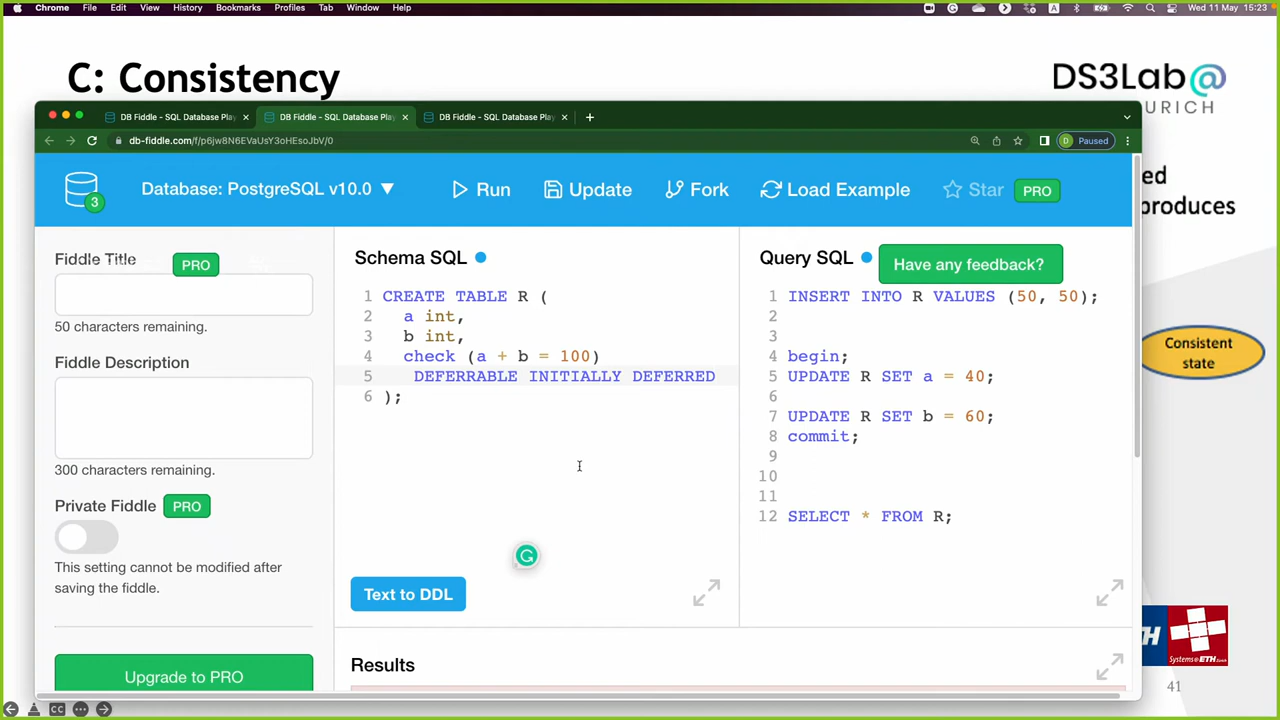 Chrome File Edit View History Bookmarks Profiles Tab Window Help A Wed 11 May 15:23
C: Consistency
DS3Lab@
URICH
DB Fiddle - SQL Database Play × DB Fiddle - SQL Database Play × DB Fiddle - SQL Database Play × +
db-fiddle.com/f/p6jw8N6EVaUsY3oHEsoJbV/0 D Paused
ed
produces
3
Database: PostgreSQL v10.0 ▼ Run Update Fork Load Example Star PRO
Fiddle Title PRO
50 characters remaining.
Fiddle Description
300 characters remaining.
Private Fiddle PRO
This setting cannot be modified after
saving the fiddle.
Upgrade to PRO
Schema SQL
1 CREATE TABLE R (
2 a int,
3 b int,
4 check (a + b = 100)
5 DEFERRABLE INITIALLY DEFERRED
6 );
G
Text to DDL
Query SQL
Have any feedback?
1 INSERT INTO R VALUES (50, 50);
2
3
4 begin;
5 UPDATE R SET a = 40;
6
7 UPDATE R SET b = 60;
8 commit;
9
10
11
12 SELECT * FROM R;
Results
Consistent
state
H
Systems@ETH Zürich
41
CC